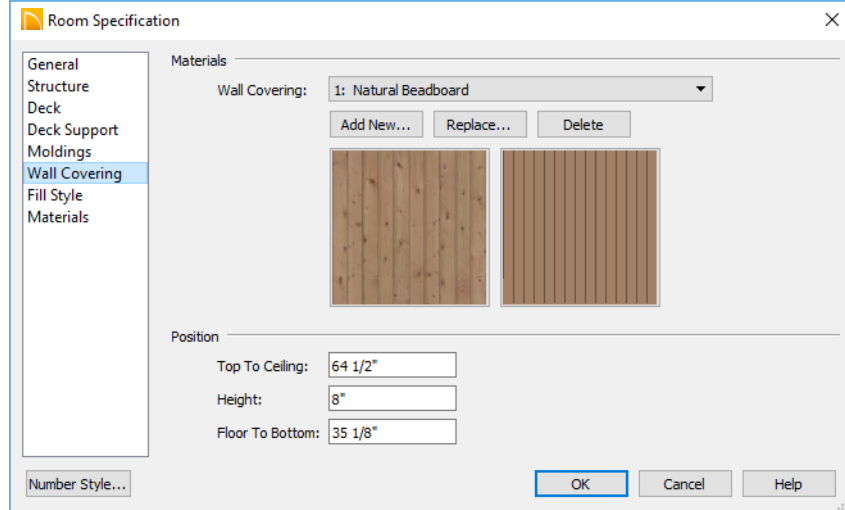 Room Specification
General
Structure
Deck
Deck Support
Moldings
Wall Covering
Fill Style
Materials
Materials
Wall Covering: 1: Natural Beadboard
Add New... Replace... Delete
Position
Top To Ceiling: 64 1/2"
Height: 8"
Floor To Bottom: 35 1/8"
Number Style... OK Cancel Help